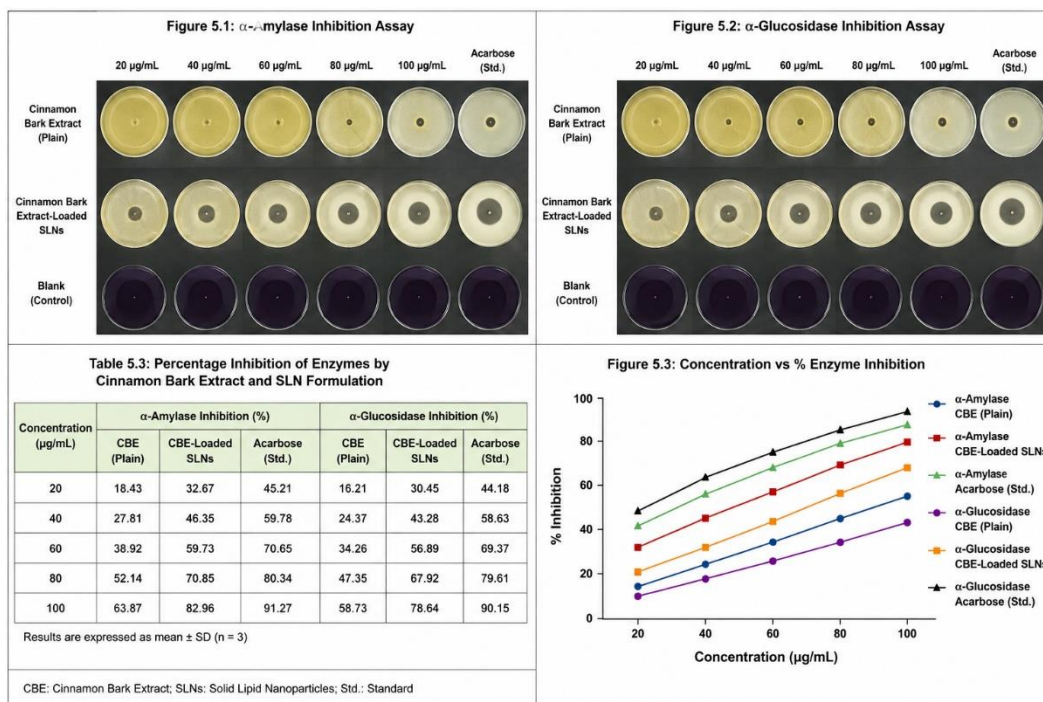 Figure 5.1: α-Amylase Inhibition Assay
20 µg/mL 40 µg/mL 60 µg/mL 80 µg/mL 100 µg/mL Acarbose
(Std.)
Cinnamon
Bark Extract
(Plain)
Cinnamon Bark
Extract-Loaded
SLNs
Blank
(Control)
Figure 5.2: α-Glucosidase Inhibition Assay
20 µg/mL 40 µg/mL 60 µg/mL 80 µg/mL 100 µg/mL Acarbose
(Std.)
Cinnamon
Bark Extract
(Plain)
Cinnamon Bark
Extract-Loaded
SLNs
Blank
(Control)
Table 5.3: Percentage Inhibition of Enzymes by
Cinnamon Bark Extract and SLN Formulation
Concentration
(µg/mL)
α-Amylase Inhibition (%) α-Glucosidase Inhibition (%)
CBE
(Plain)
CBE-Loaded
SLNs
Acarbose
(Std.)
CBE
(Plain)
CBE-Loaded
SLNs
Acarbose
(Std.)
20 18.43 32.67 45.21 16.21 30.45 44.18
40 27.81 46.35 59.78 24.37 43.28 58.63
60 38.92 59.73 70.65 34.26 56.89 69.37
80 52.14 70.85 80.34 47.35 67.92 79.61
100 63.87 82.96 91.27 58.73 78.64 90.15
Results are expressed as mean ± SD (n = 3)
CBE: Cinnamon Bark Extract; SLNs: Solid Lipid Nanoparticles; Std.: Standard
Figure 5.3: Concentration vs % Enzyme Inhibition
% Inhibition
100
80
60
40
20
0
20 40 60 80 100
Concentration (µg/mL)
α-Amylase
CBE (Plain)
α-Amylase
CBE-Loaded SLNs
α-Amylase
Acarbose (Std.)
α-Glucosidase
CBE (Plain)
α-Glucosidase
CBE-Loaded SLNs
α-Glucosidase
Acarbose (Std.)